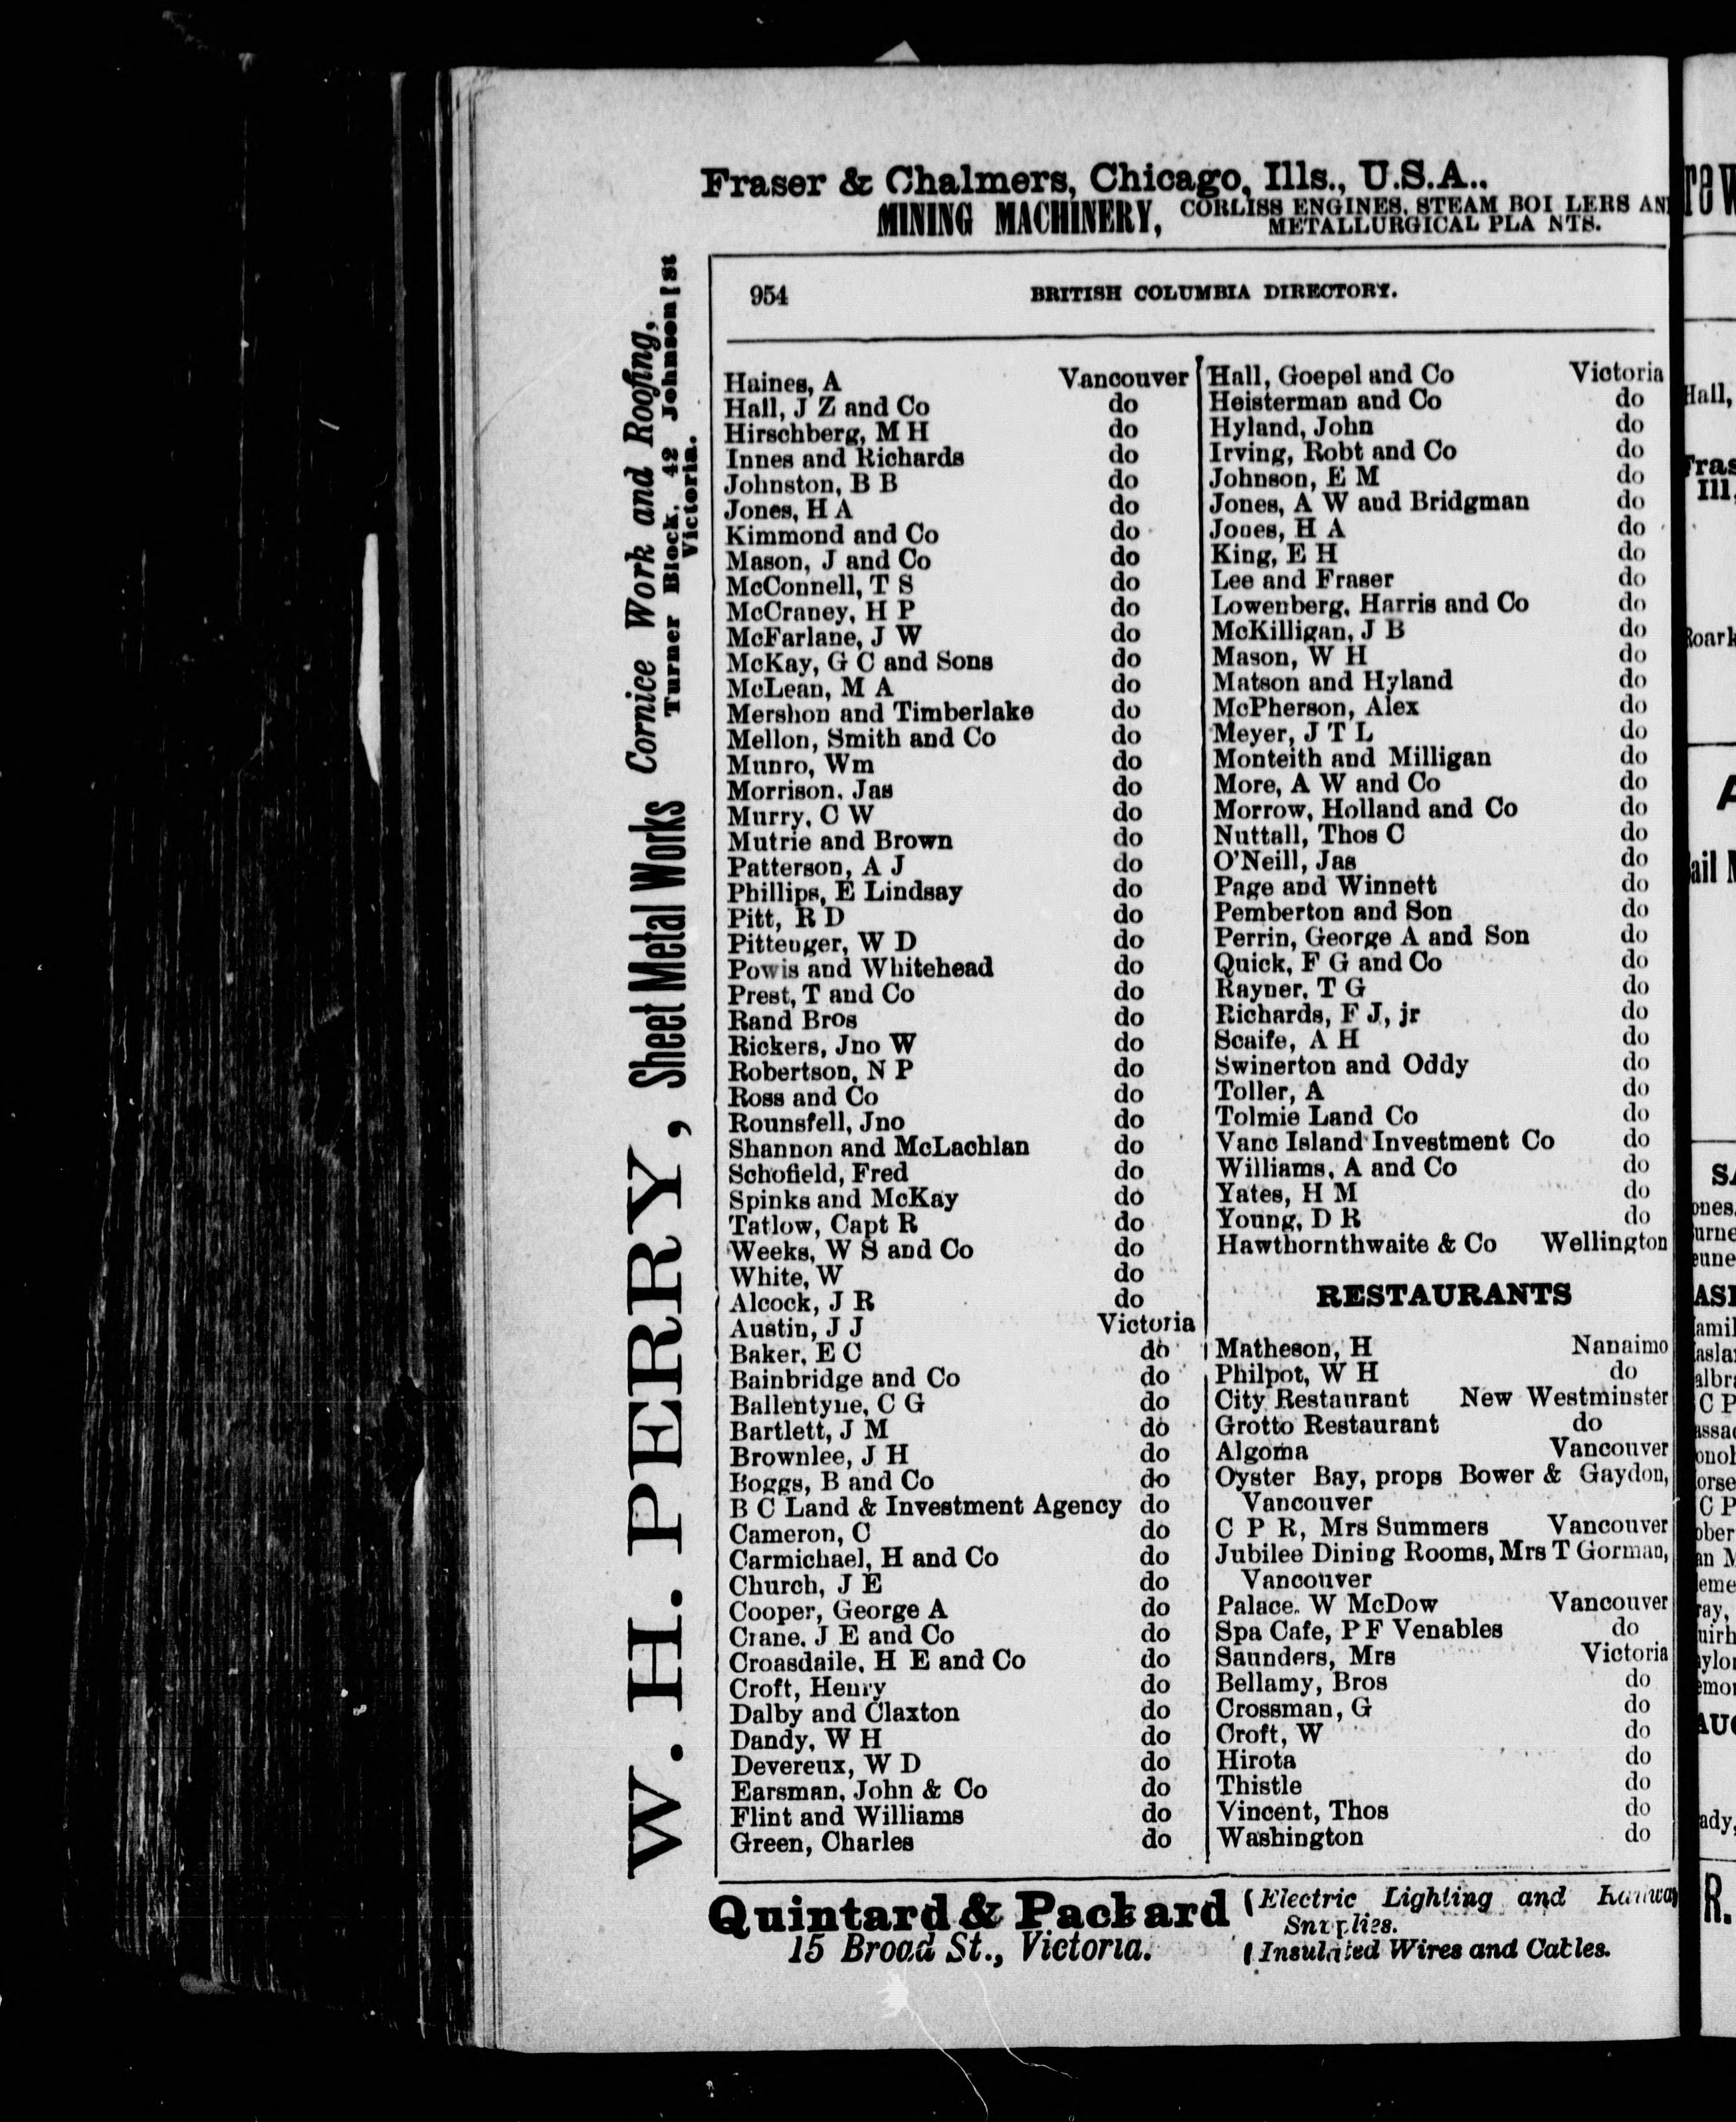 Fraser & Chalmers, Chicago, Ills., U.S.A..,
MINING MACHINERY, CORLISS ENGINES, STEAM BOI LERS AN
METALLURGICAL PLA NTS.
954 BRITISH COLUMBIA DIRECTORY.
Haines, A Vancouver
Hall, J Z and Co do
Hirschberg, M H do
Innes and Richards do
Johnston, B B do
Jones, H A do
Kimmond and Co do
Mason, J and Co do
McConnell, T S do
McCraney, H P do
McFarlane, J W do
McKay, G C and Sons do
McLean, M A do
Mershon and Timberlake do
Mellon, Smith and Co do
Munro, Wm do
Morrison, Jas do
Murry, C W do
Mutrie and Brown do
Patterson, A J do
Phillips, E Lindsay do
Pitt, R D do
Pittenger, W D do
Powis and Whitehead do
Prest, T and Co do
Rand Bros do
Rickers, Jno W do
Robertson, N P do
Ross and Co do
Rounsfell, Jno do
Shannon and McLachlan do
Schofield, Fred do
Spinks and McKay do
Tatlow, Capt R do
Weeks, W S and Co do
White, W do
Alcock, J R do
Austin, J J Victoria
Baker, E C do
Bainbridge and Co do
Ballentyne, C G do
Bartlett, J M do
Brownlee, J H do
Boggs, B and Co do
B C Land & Investment Agency do
Cameron, C do
Carmichael, H and Co do
Church, J E do
Cooper, George A do
Crane, J E and Co do
Croasdaile, H E and Co do
Croft, Henry do
Dalby and Claxton do
Dandy, W H do
Devereux, W D do
Earsman, John & Co do
Flint and Williams do
Green, Charles do
Hall, Goepel and Co Victoria
Heisterman and Co do
Hyland, John do
Irving, Robt and Co do
Johnson, E M do
Jones, A W and Bridgman do
Jones, H A do
King, E H do
Lee and Fraser do
Lowenberg, Harris and Co do
McKilligan, J B do
Mason, W H do
Matson and Hyland do
McPherson, Alex do
Meyer, J T L do
Monteith and Milligan do
More, A W and Co do
Morrow, Holland and Co do
Nuttall, Thos C do
O'Neill, Jas do
Page and Winnett do
Pemberton and Son do
Perrin, George A and Son do
Quick, F G and Co do
Rayner, T G do
Richards, F J, jr do
Scaife, A H do
Swinerton and Oddy do
Toller, A do
Tolmie Land Co do
Vanc Island Investment Co do
Williams, A and Co do
Yates, H M do
Young, D R do
Hawthornthwaite & Co Wellington
RESTAURANTS
Matheson, H Nanaimo
Philpot, W H do
City Restaurant New Westminster
Grotto Restaurant do
Algoma Vancouver
Oyster Bay, props Bower & Gaydon,
Vancouver
C P R, Mrs Summers Vancouver
Jubilee Dining Rooms, Mrs T Gorman,
Vancouver
Palace. W McDow Vancouver
Spa Cafe, P F Venables do
Saunders, Mrs Victoria
Bellamy, Bros do
Crossman, G do
Croft, W do
Hirota do
Thistle do
Vincent, Thos do
Washington do
W. H. PERRY, Sheet Metal Works Cornice Work and Roofing,
Turner Block, 42 Johnson [St
Victoria.
Quintard & Packard
15 Broad St., Victoria.
(Electric Lighting and Railway
Supplies.
(Insulated Wires and Cables.